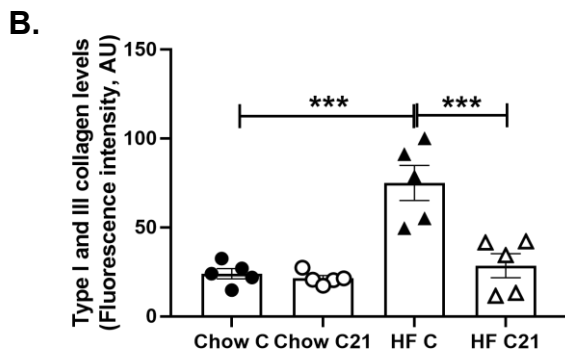 B.
Type I and III collagen levels
(Fluorescence intensity, AU)
150
100
50
0
*** ***
Chow C Chow C21 HF C HF C21